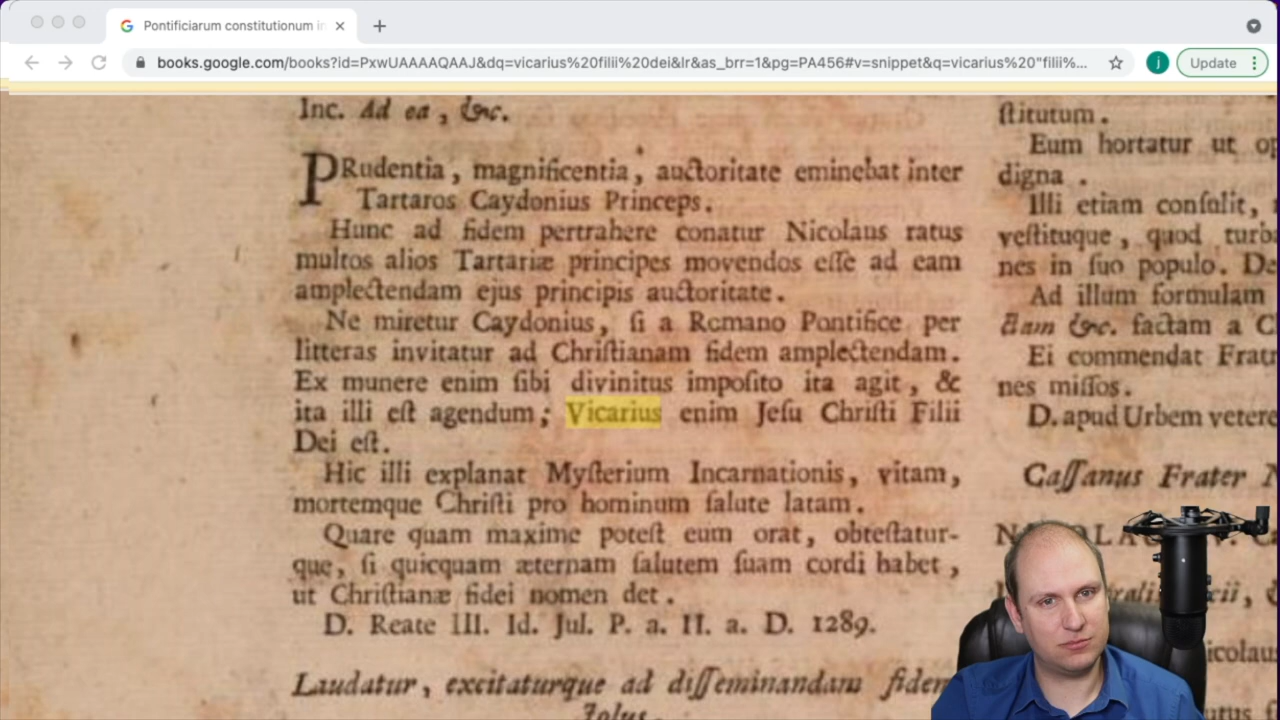 Pontificiarum constitutionum in
books.google.com/books?id=PxwUAAAAQAAJ&dq=vicarius%20filii%20dei&lr&as_brr=1&pg=PA456#v=snippet&q=vicarius%20"filii%...
j
Update
Inc. Ad ea, &c.
PRudentia, magnificentia, auctoritate eminebat inter
Tartaros Caydonius Princeps.
Hunc ad fidem pertrahere conatur Nicolaus ratus
multos alios Tartariæ principes movendos eſſe ad eam
amplectendam ejus principis auctoritate.
Ne miretur Caydonius, ſi a Romano Pontifice per
litteras invitatur ad Chriſtianam fidem amplectendam.
Ex munere enim ſibi divinitus impoſito ita agit, &
ita illi eſt agendum; Vicarius enim Jeſu Chriſti Filii
Dei eſt.
Hic illi explanat Myſterium Incarnationis, vitam,
mortemque Chriſti pro hominum ſalute latam.
Quare quam maxime poteſt eum orat, obteſtatur-
que, ſi quicquam æternam ſalutem ſuam cordi habet,
ut Chriſtianæ fidei nomen det.
D. Reate III. Id. Jul. P. a. II. a. D. 1289.
Laudatur, excitaturque ad diſſeminandam fidem
ſtitutum.
Eum hortatur ut
digna.
Illi etiam conſulit,
veſtituque, quod
nes in ſuo populo.
Ad illum formulam
&c. factam a
Ei commendat
nes miſſos.
D. apud Urbem
Caſſanus Frater